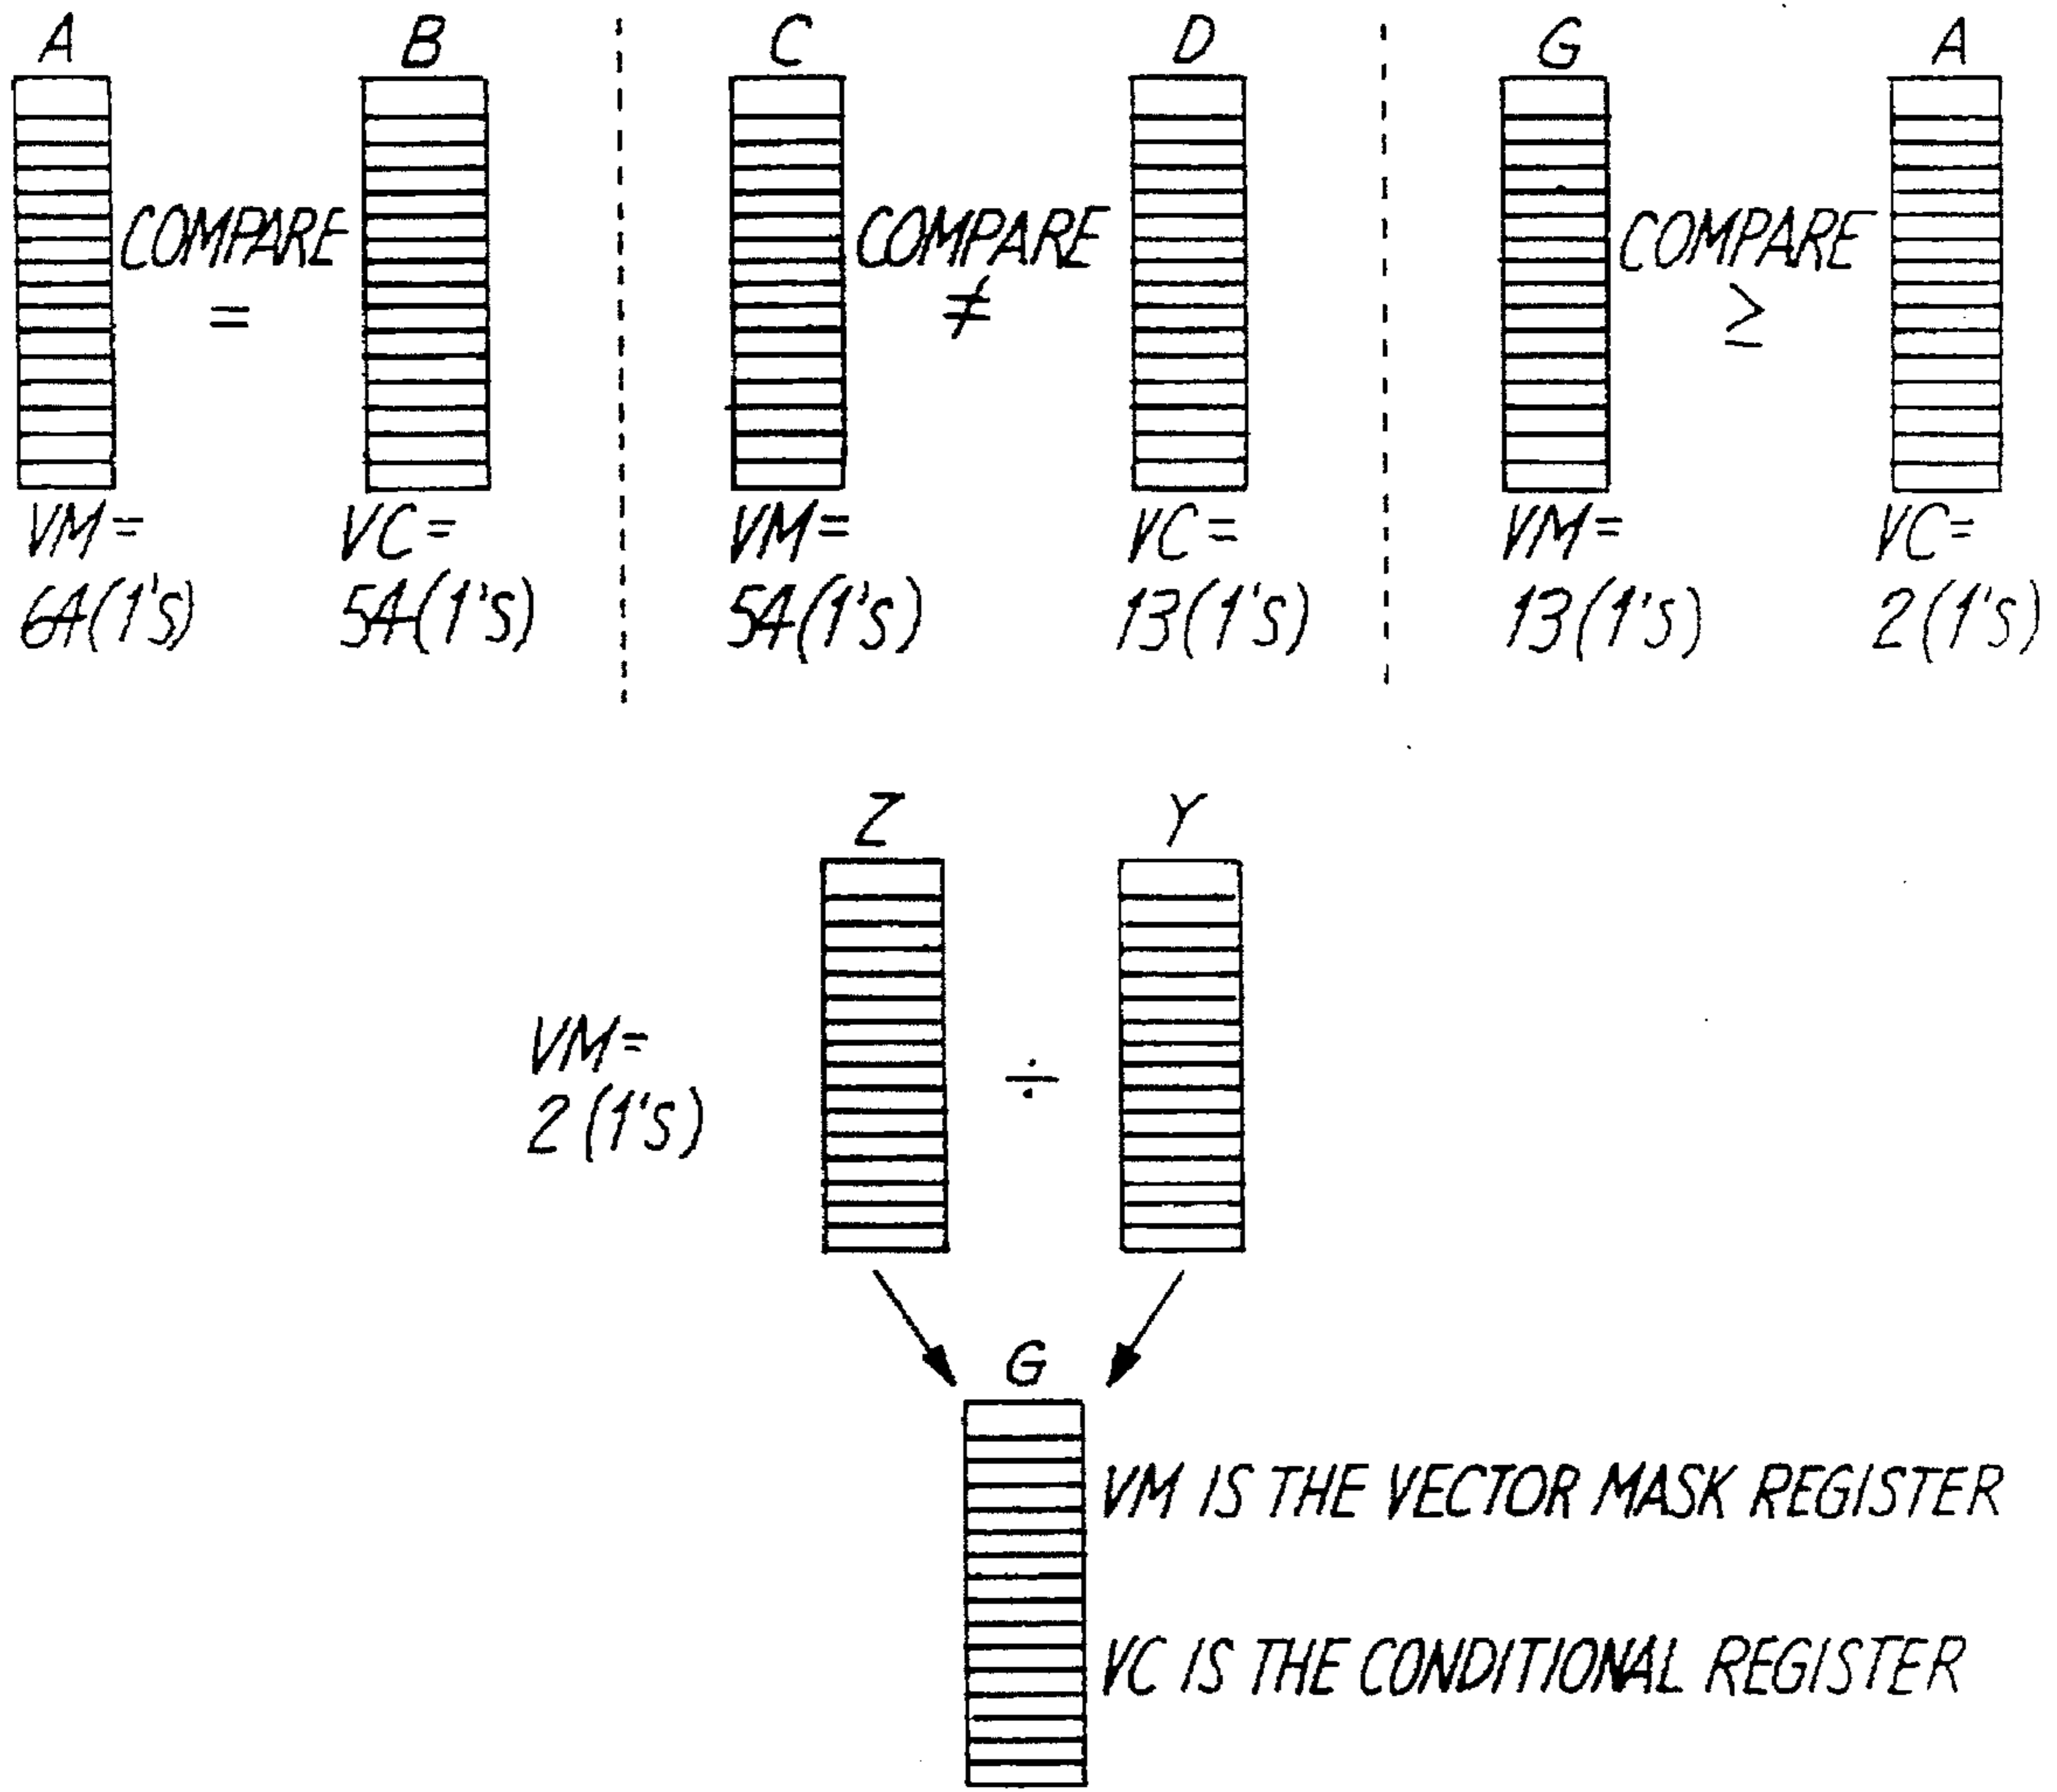 A
B
COMPARE
=
VM=
64(1's)
VC=
54(1's)
C
D
COMPARE
≠
VM=
54(1's)
VC=
13(1's)
G
A
COMPARE
≥
VM=
13(1's)
VC=
2(1's)
Z
Y
VM=
2(1's)
÷
G
VM IS THE VECTOR MASK REGISTER
VC IS THE CONDITIONAL REGISTER